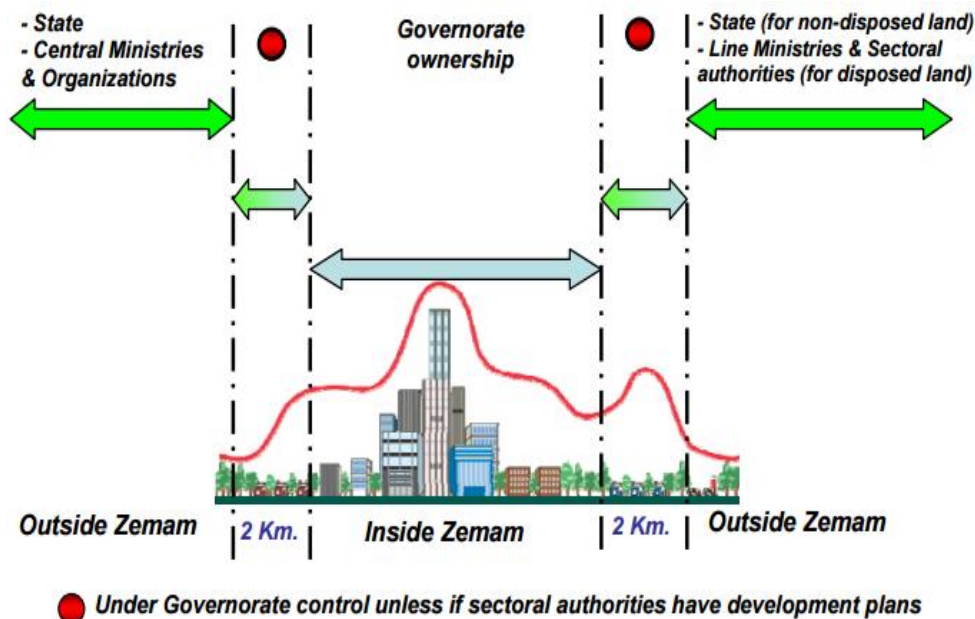 - State
- Central Ministries
& Organizations
Governorate
ownership
- State (for non-disposed land)
- Line Ministries & Sectoral
authorities (for disposed land)
Outside Zemam
2 Km.
Inside Zemam
2 Km.
Outside Zemam
Under Governorate control unless if sectoral authorities have development plans